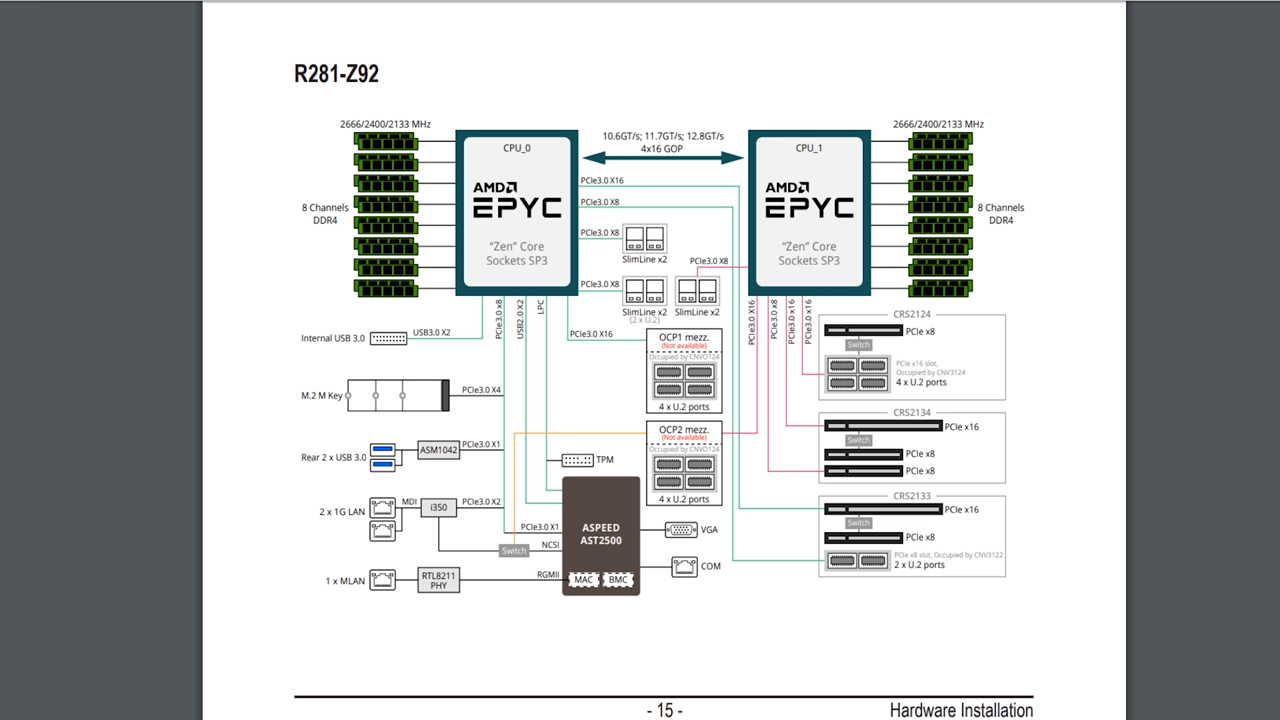 R281-Z92
2666/2400/2133 MHz
8 Channels
DDR4
CPU_0
AMD
EPYC
"Zen" Core
Sockets SP3
10.6GT/s; 11.7GT/s; 12.8GT/s
4x16 GOP
CPU_1
AMD
EPYC
"Zen" Core
Sockets SP3
2666/2400/2133 MHz
8 Channels
DDR4
PCIe3.0 X16
PCIe3.0 X8
PCIe3.0 X8
SlimLine x2
PCIe3.0 X8
PCIe3.0 X8
SlimLine x2
(2 x U.2)
SlimLine x2
PCIe3.0 x8
USB2.0 X2
LPC
PCIe3.0 X16
PCIe3.0 X16
PCIe3.0 x8
PCIe3.0 x16
PCIe3.0 x16
Internal USB 3.0
USB3.0 X2
M.2 M Key
PCIe3.0 X4
Rear 2 x USB 3.0
ASM1042
PCIe3.0 X1
2 x 1G LAN
MDI
i350
PCIe3.0 X2
PCIe3.0 X1
Switch
NCSI
1 x MLAN
RTL8211
PHY
RGMII
OCP1 mezz.
(Not available)
Occupied by CNVO124
4 x U.2 ports
OCP2 mezz.
(Not available)
Occupied by CNVO124
4 x U.2 ports
TPM
ASPEED
AST2500
MAC
BMC
VGA
COM
CRS2124
PCIe x8
Switch
PCIe x16 slot,
Occupied by CNV3124
4 x U.2 ports
CRS2134
PCIe x16
Switch
PCIe x8
PCIe x8
CRS2133
PCIe x16
Switch
PCIe x8
PCIe x8 slot, Occupied by CNV3122
2 x U.2 ports
- 15 -
Hardware Installation